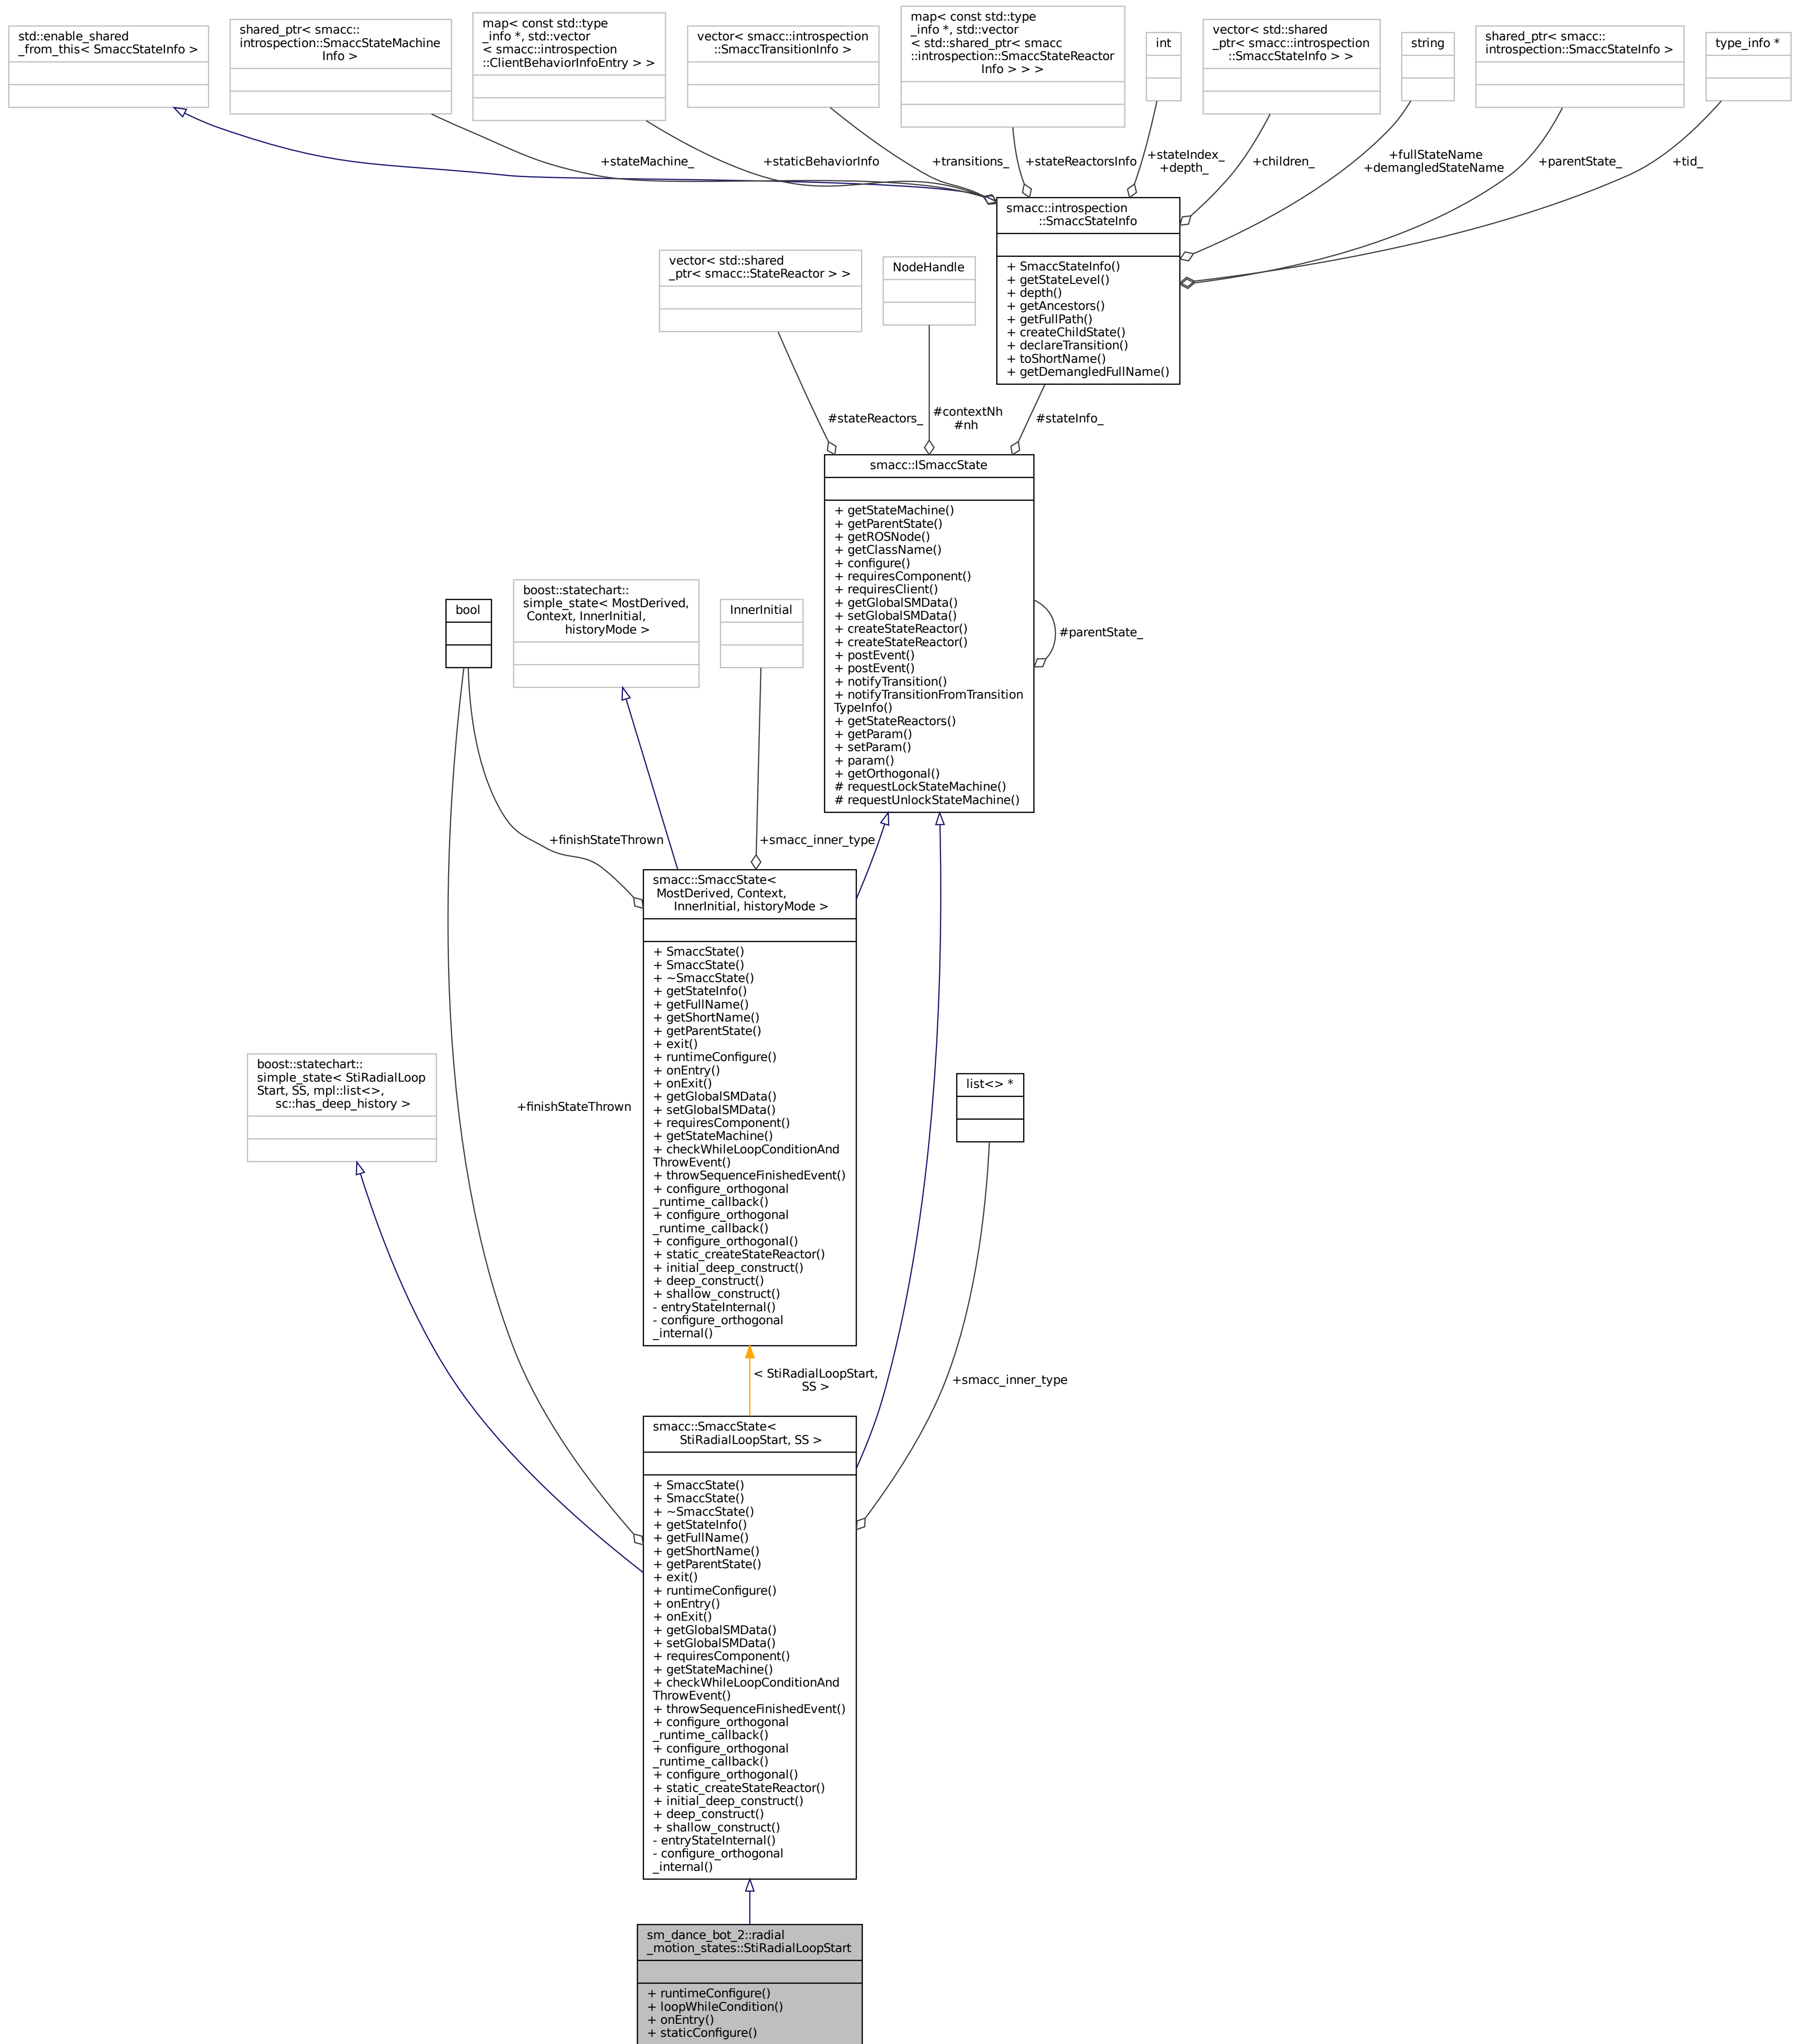 std::enable_shared
_from_this< SmaccStateInfo >
shared_ptr< smacc::
introspection::SmaccStateMachine
Info >
map< const std::type
_info *, std::vector
< smacc::introspection
::ClientBehaviorInfoEntry > >
vector< smacc::introspection
::SmaccTransitionInfo >
map< const std::type
_info *, std::vector
< std::shared_ptr< smacc
::introspection::SmaccStateReactor
Info > > >
int
vector< std::shared
_ptr< smacc::introspection
::SmaccStateInfo > >
string
shared_ptr< smacc::
introspection::SmaccStateInfo >
type_info *
+stateMachine_
+staticBehaviorInfo
+transitions_
+stateReactorsInfo
+stateIndex_
+depth_
+children_
+fullStateName
+demangledStateName
+parentState_
+tid_
smacc::introspection
::SmaccStateInfo
+ SmaccStateInfo()
+ getStateLevel()
+ depth()
+ getAncestors()
+ getFullPath()
+ createChildState()
+ declareTransition()
+ toShortName()
+ getDemangledFullName()
vector< std::shared
_ptr< smacc::StateReactor > >
NodeHandle
#stateReactors_
#contextNh
#nh
#stateInfo_
smacc::ISmaccState
+ getStateMachine()
+ getParentState()
+ getROSNode()
+ getClassName()
+ configure()
+ requiresComponent()
+ requiresClient()
+ getGlobalSMData()
+ setGlobalSMData()
+ createStateReactor()
+ createStateReactor()
+ postEvent()
+ postEvent()
+ notifyTransition()
+ notifyTransitionFromTransition
TypeInfo()
+ getStateReactors()
+ getParam()
+ setParam()
+ param()
+ getOrthogonal()
# requestLockStateMachine()
# requestUnlockStateMachine()
#parentState_
bool
boost::statechart::
simple_state< MostDerived,
Context, InnerInitial,
historyMode >
InnerInitial
+finishStateThrown
+smacc_inner_type
smacc::SmaccState<
MostDerived, Context,
InnerInitial, historyMode >
+ SmaccState()
+ SmaccState()
+ ~SmaccState()
+ getStateInfo()
+ getFullName()
+ getShortName()
+ getParentState()
+ exit()
+ runtimeConfigure()
+ onEntry()
+ onExit()
+ getGlobalSMData()
+ setGlobalSMData()
+ requiresComponent()
+ getStateMachine()
+ checkWhileLoopConditionAnd
ThrowEvent()
+ throwSequenceFinishedEvent()
+ configure_orthogonal
_runtime_callback()
+ configure_orthogonal
_runtime_callback()
+ configure_orthogonal()
+ static_createStateReactor()
+ initial_deep_construct()
+ deep_construct()
+ shallow_construct()
- entryStateInternal()
- configure_orthogonal
_internal()
boost::statechart::
simple_state< StiRadialLoop
Start, SS, mpl::list<>,
sc::has_deep_history >
+finishStateThrown
list<> *
< StiRadialLoopStart,
SS >
+smacc_inner_type
smacc::SmaccState<
StiRadialLoopStart, SS >
+ SmaccState()
+ SmaccState()
+ ~SmaccState()
+ getStateInfo()
+ getFullName()
+ getShortName()
+ getParentState()
+ exit()
+ runtimeConfigure()
+ onEntry()
+ onExit()
+ getGlobalSMData()
+ setGlobalSMData()
+ requiresComponent()
+ getStateMachine()
+ checkWhileLoopConditionAnd
ThrowEvent()
+ throwSequenceFinishedEvent()
+ configure_orthogonal
_runtime_callback()
+ configure_orthogonal
_runtime_callback()
+ configure_orthogonal()
+ static_createStateReactor()
+ initial_deep_construct()
+ deep_construct()
+ shallow_construct()
- entryStateInternal()
- configure_orthogonal
_internal()
sm_dance_bot_2::radial
_motion_states::StiRadialLoopStart
+ runtimeConfigure()
+ loopWhileCondition()
+ onEntry()
+ staticConfigure()